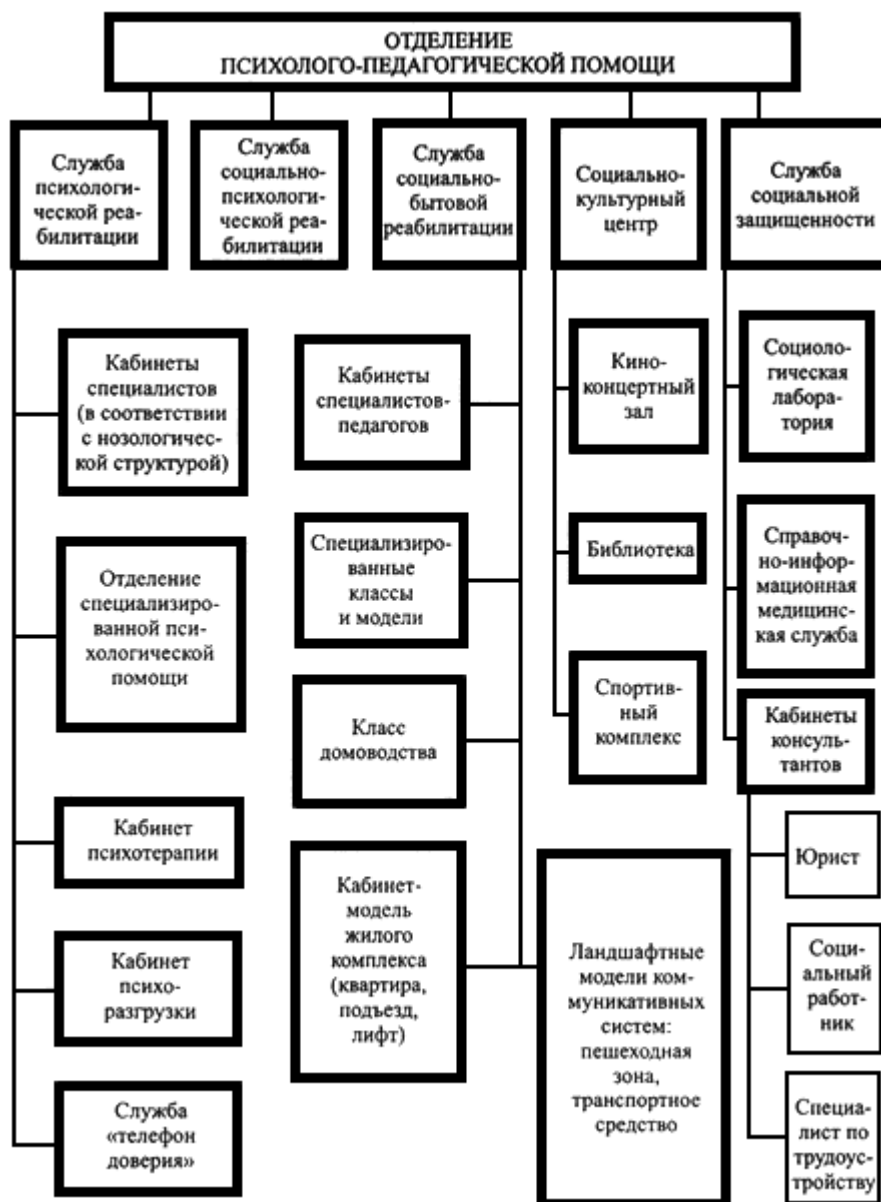 ОТДЕЛЕНИЕ
ПСИХОЛОГО-ПЕДАГОГИЧЕСКОЙ ПОМОЩИ
Служба
психологи-
ческой реа-
билитации
Служба
социально-
психологи-
ческой реа-
билитации
Служба
социально-
бытовой
реабилитации
Социально-
культурный
центр
Служба
социальной
защищенности
Кабинеты
специалистов
(в соответствии
с нозологичес-
кой структурой)
Отделение
специализиро-
ванной пси-
хологической
помощи
Кабинет
психотерапии
Кабинет
психо-
разгрузки
Служба
«телефон
доверия»
Кабинеты
специалистов-
педагогов
Специализиро-
ванные
классы
и модели
Класс
домоводства
Кабинет-
модель
жилого
комплекса
(квартира,
подъезд,
лифт)
Ландшафтные
модели ком-
муникативных
систем:
пешеходная
зона,
транспортное
средство
Кино-
концертный
зал
Библиотека
Спортив-
ный
комплекс
Социоло-
гическая
лабора-
тория
Справоч-
но-инфор-
мационная
медицинс-
кая служба
Кабинеты
консуль-
тантов
Юрист
Соци-
альный
работ-
ник
Специа-
лист по
трудоус-
тройству